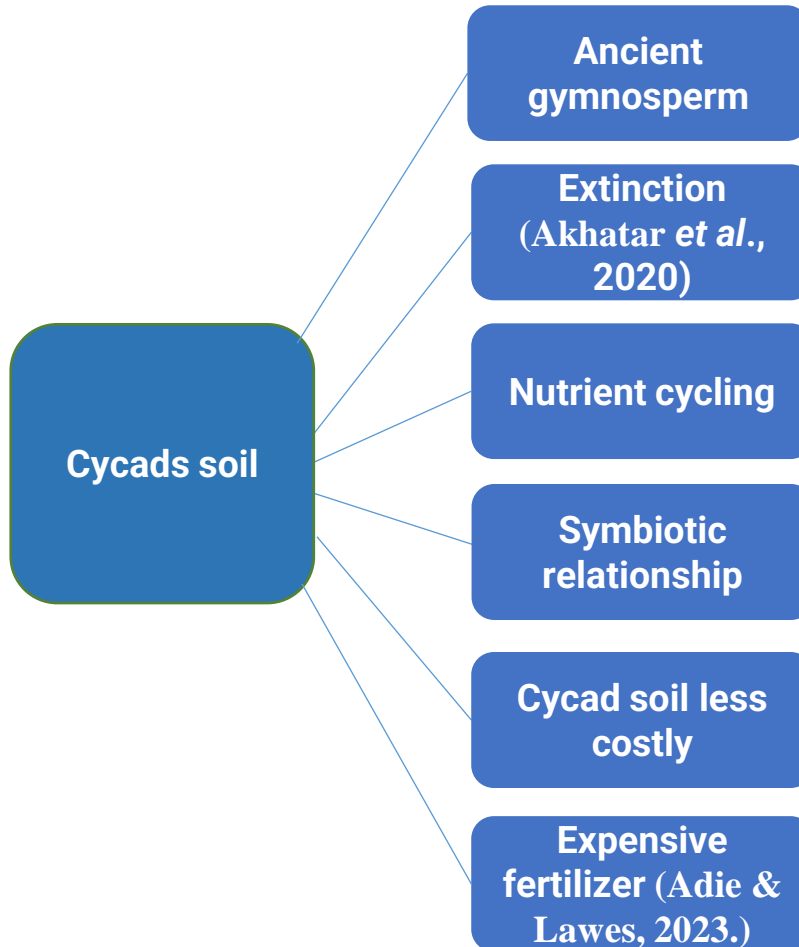 Ancient
gymnosperm
Extinction
(Akhatar et al.,
2020)
Nutrient cycling
Cycads soil
Symbiotic
relationship
Cycad soil less
costly
Expensive
fertilizer (Adie &
Lawes, 2023.)